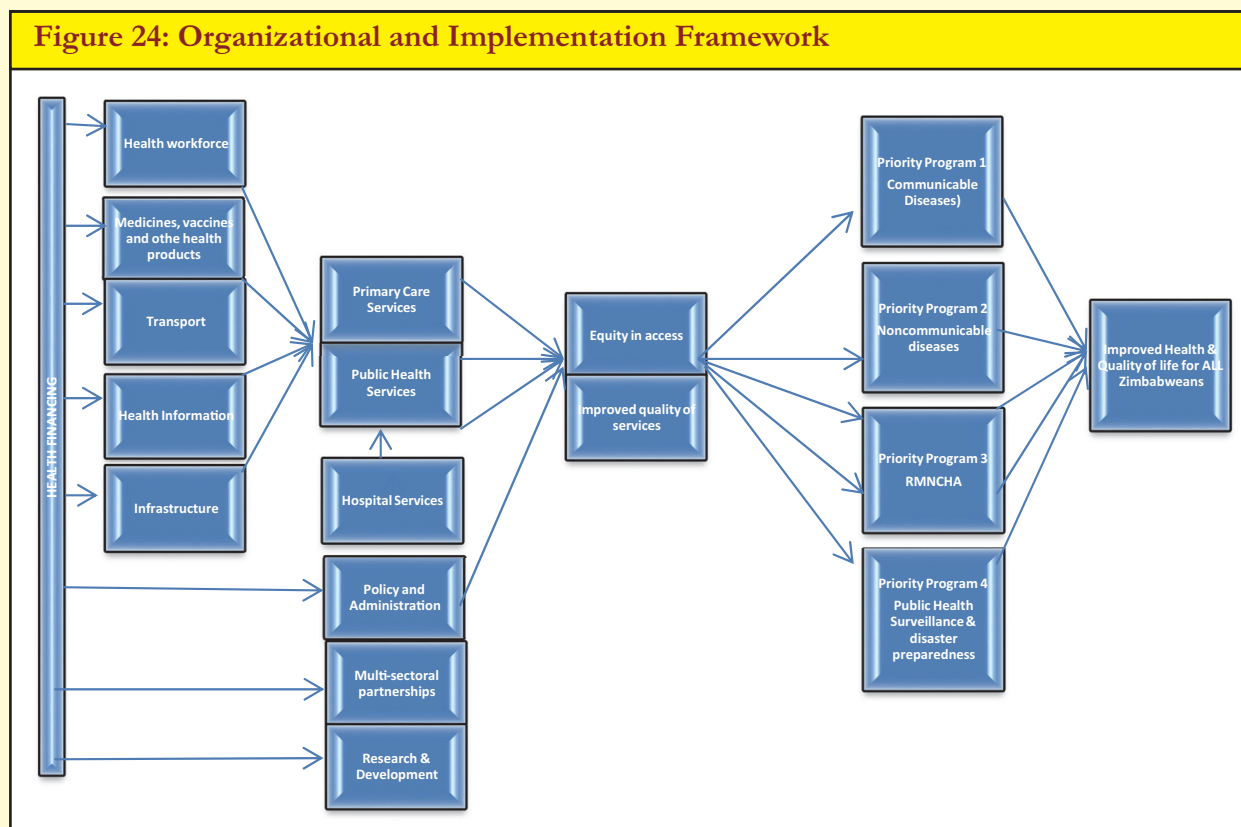 Figure 24: Organizational and Implementation Framework
HEALTH FINANCING
Health workforce
Medicines, vaccines
and othe health
products
Transport
Health Information
Infrastructure
Primary Care
Services
Public Health
Services
Hospital Services
Policy and
Administration
Multi-sectoral
partnerships
Research &
Development
Equity in access
Improved quality of
services
Priority Program 1
Communicable
Diseases)
Priority Program 2
Noncommunicable
diseases
Priority Program 3
RMNCHA
Priority Program 4
Public Health
Surveillance &
disaster
preparedness
Improved Health &
Quality of life for ALL
Zimbabweans